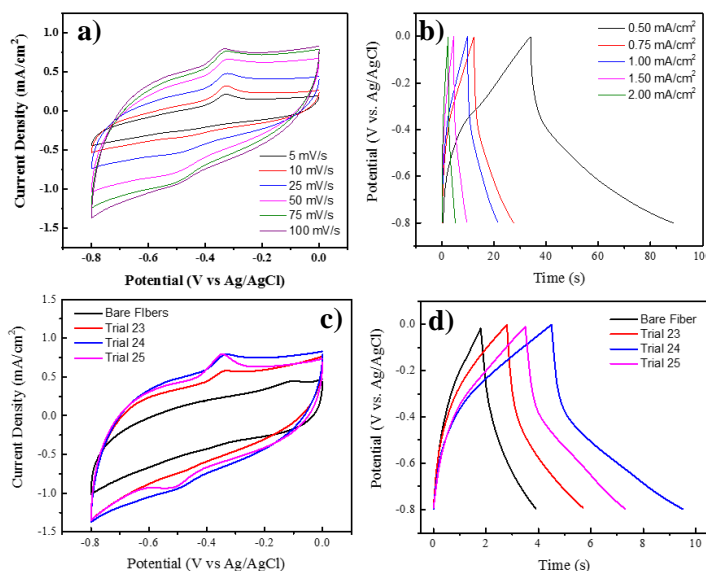 a)
Current Density (mA/cm²)
1.5
1.0
0.5
0.0
-0.5
-1.0
-1.5
5 mV/s
10 mV/s
25 mV/s
50 mV/s
75 mV/s
100 mV/s
-0.8
-0.6
-0.4
-0.2
0.0
Potential (V vs Ag/AgCl)
b)
Potential (V vs. Ag/AgCl)
0.0
-0.2
-0.4
-0.6
-0.8
0.50 mA/cm²
0.75 mA/cm²
1.00 mA/cm²
1.50 mA/cm²
2.00 mA/cm²
0
20
40
60
80
100
Time (s)
c)
Current Density (mA/cm²)
1.5
1.0
0.5
0.0
-0.5
-1.0
-1.5
Bare FIbers
Trial 23
Trial 24
Trial 25
-0.8
-0.6
-0.4
-0.2
0.0
Potential (V vs Ag/AgCl)
d)
Potential (V vs. Ag/AgCl)
0.0
-0.2
-0.4
-0.6
-0.8
Bare Fiber
Trial 23
Trial 24
Trial 25
0
2
4
6
8
10
Time (s)